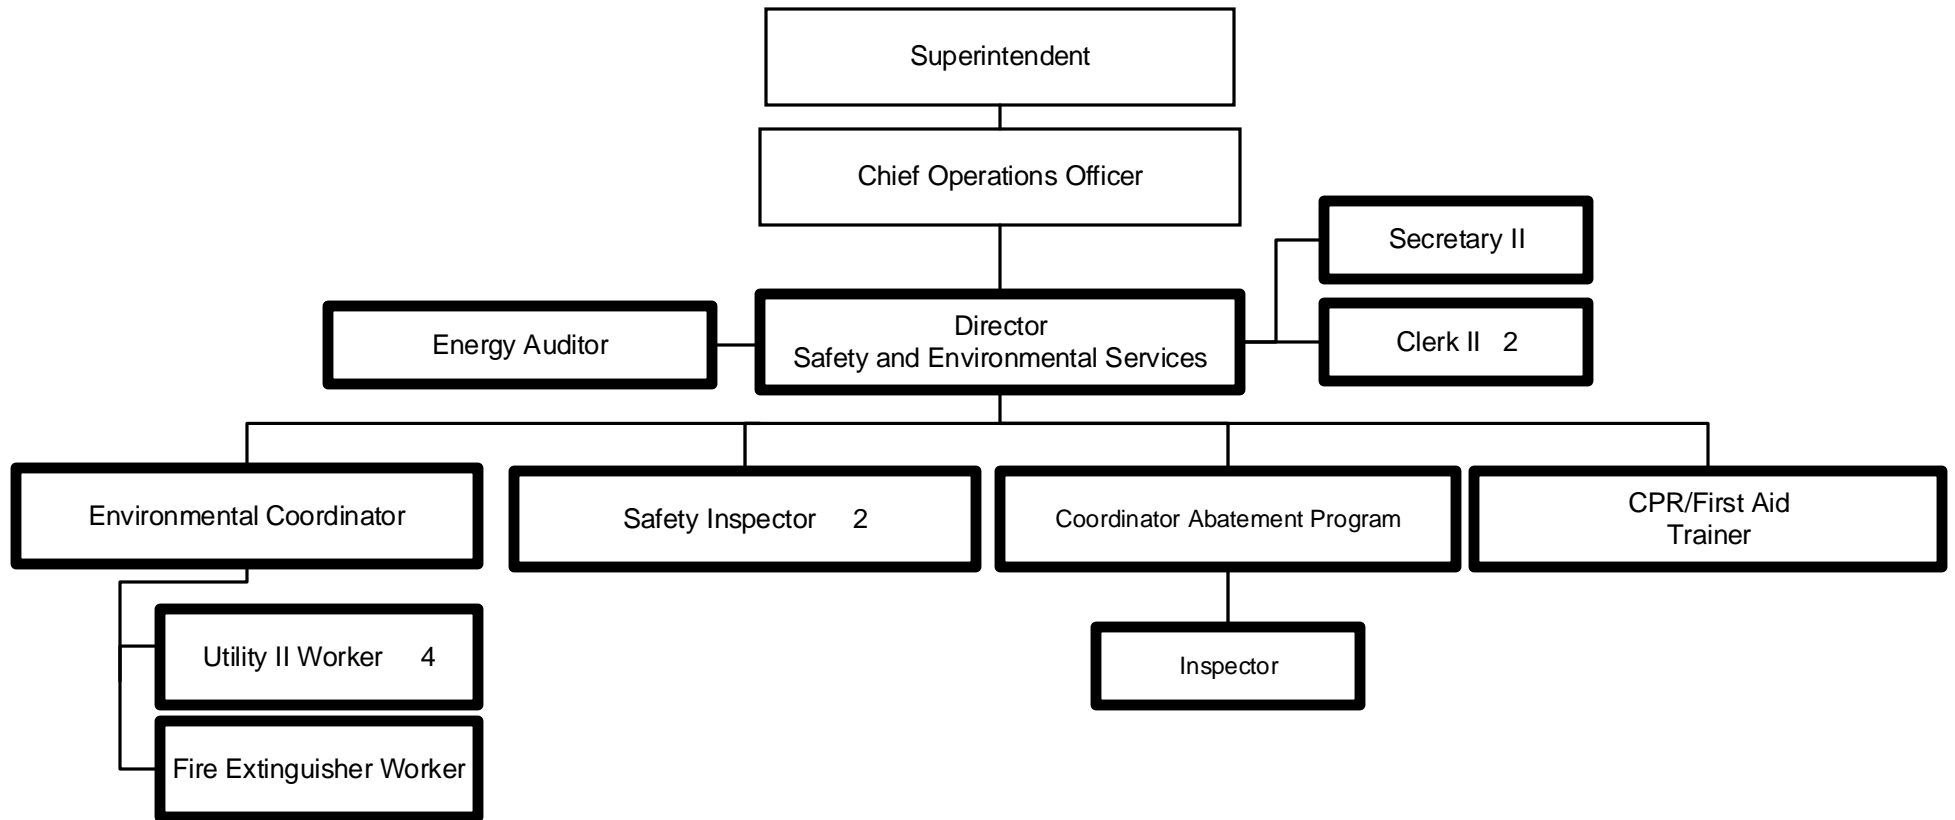 Superintendent
Chief Operations Officer
Secretary II
Energy Auditor
Director
Safety and Environmental Services
Clerk II 2
Environmental Coordinator
Safety Inspector 2
Coordinator Abatement Program
CPR/First Aid
Trainer
Utility II Worker 4
Inspector
Fire Extinguisher Worker